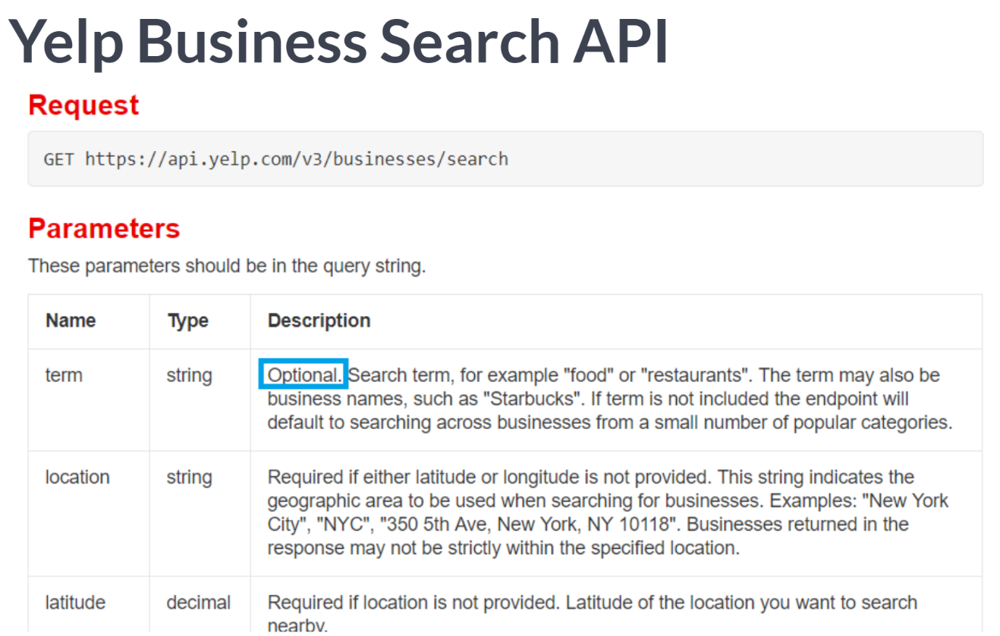 Yelp Business Search API
Request
GET https://api.yelp.com/v3/businesses/search
Parameters
These parameters should be in the query string.
Name Type Description
term string Optional. Search term, for example "food" or "restaurants". The term may also be
business names, such as "Starbucks". If term is not included the endpoint will
default to searching across businesses from a small number of popular categories.
location string Required if either latitude or longitude is not provided. This string indicates the
geographic area to be used when searching for businesses. Examples: "New York
City", "NYC", "350 5th Ave, New York, NY 10118". Businesses returned in the
response may not be strictly within the specified location.
latitude decimal Required if location is not provided. Latitude of the location you want to search
nearby.